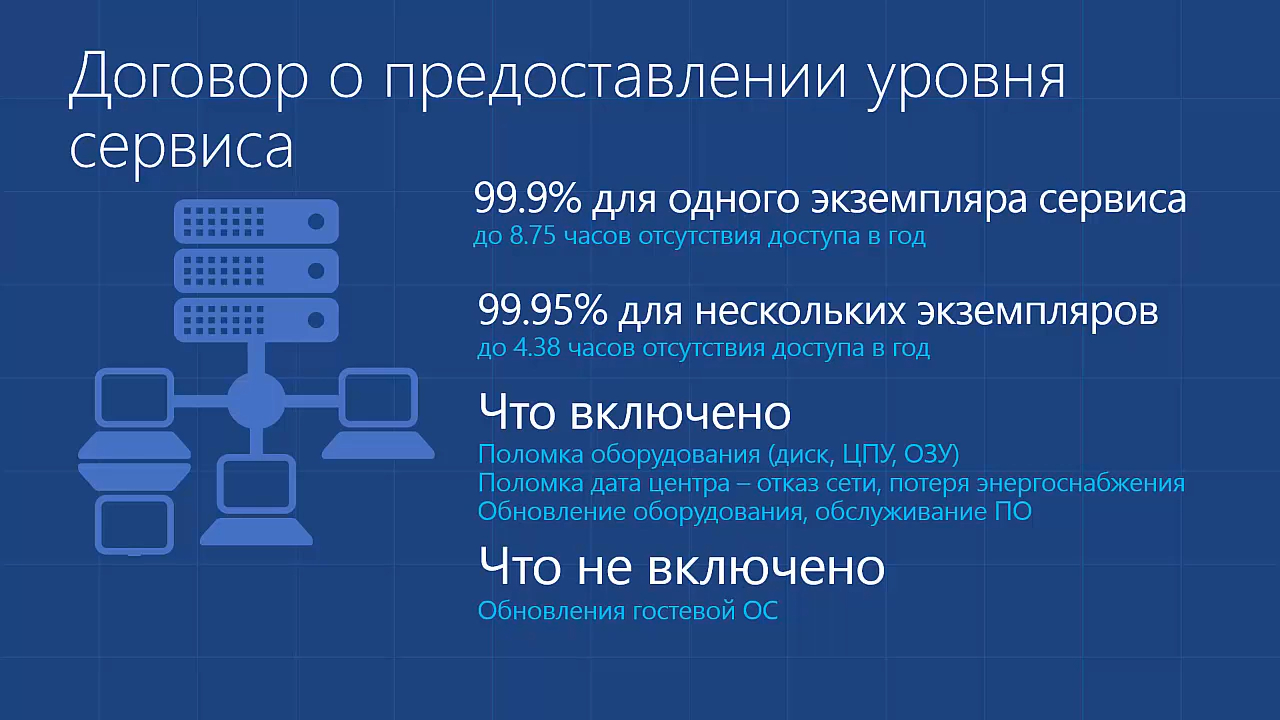 Договор о предоставлении уровня
сервиса
99.9% для одного экземпляра сервиса
до 8.75 часов отсутствия доступа в год
99.95% для нескольких экземпляров
до 4.38 часов отсутствия доступа в год
Что включено
Поломка оборудования (диск, ЦПУ, ОЗУ)
Поломка дата центра – отказ сети, потеря энергоснабжения
Обновление оборудования, обслуживание ПО
Что не включено
Обновления гостевой ОС